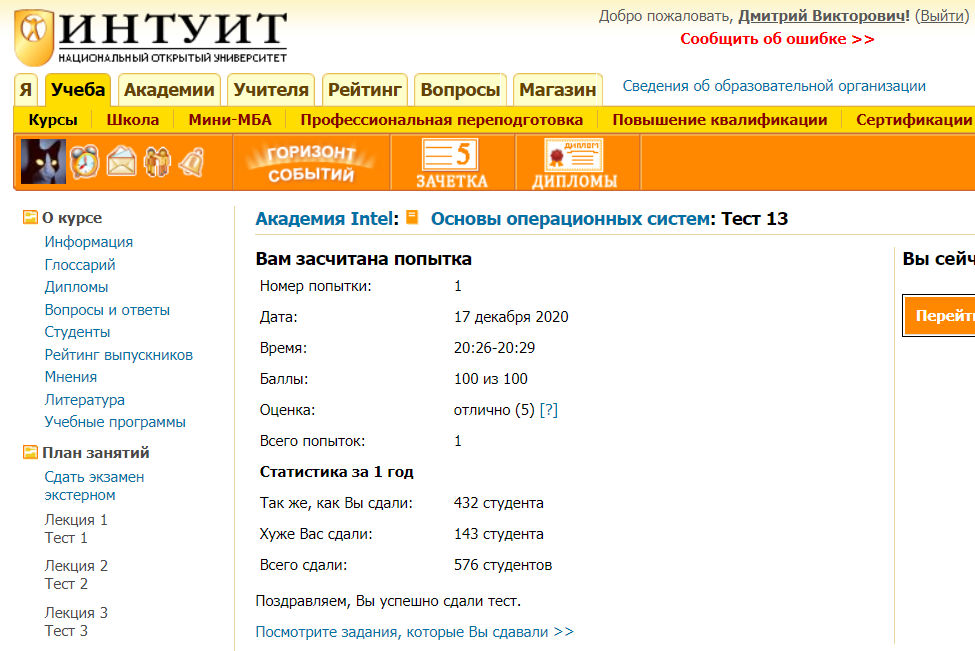 ИНТУИТ
НАЦИОНАЛЬНЫЙ ОТКРЫТЫЙ УНИВЕРСИТЕТ
Добро пожаловать, Дмитрий Викторович! (Выйти)
Сообщить об ошибке >>
Я Учеба Академии Учителя Рейтинг Вопросы Магазин Сведения об образовательной организации
Курсы Школа Мини-МБА Профессиональная переподготовка Повышение квалификации Сертификации
ГОРИЗОНТ СОБЫТИЙ
5 ЗАЧЕТКА
ДИПЛОМ ДИПЛОМЫ
О курсе
Информация
Глоссарий
Дипломы
Вопросы и ответы
Студенты
Рейтинг выпускников
Мнения
Литература
Учебные программы
План занятий
Сдать экзамен
экстерном
Лекция 1
Тест 1
Лекция 2
Тест 2
Лекция 3
Тест 3
Академия Intel: Основы операционных систем: Тест 13
Вам засчитана попытка
Номер попытки: 1
Дата: 17 декабря 2020
Время: 20:26-20:29
Баллы: 100 из 100
Оценка: отлично (5) [?]
Всего попыток: 1
Статистика за 1 год
Так же, как Вы сдали: 432 студента
Хуже Вас сдали: 143 студента
Всего сдали: 576 студентов
Поздравляем, Вы успешно сдали тест.
Посмотрите задания, которые Вы сдавали >>
Вы сейч
Перейти